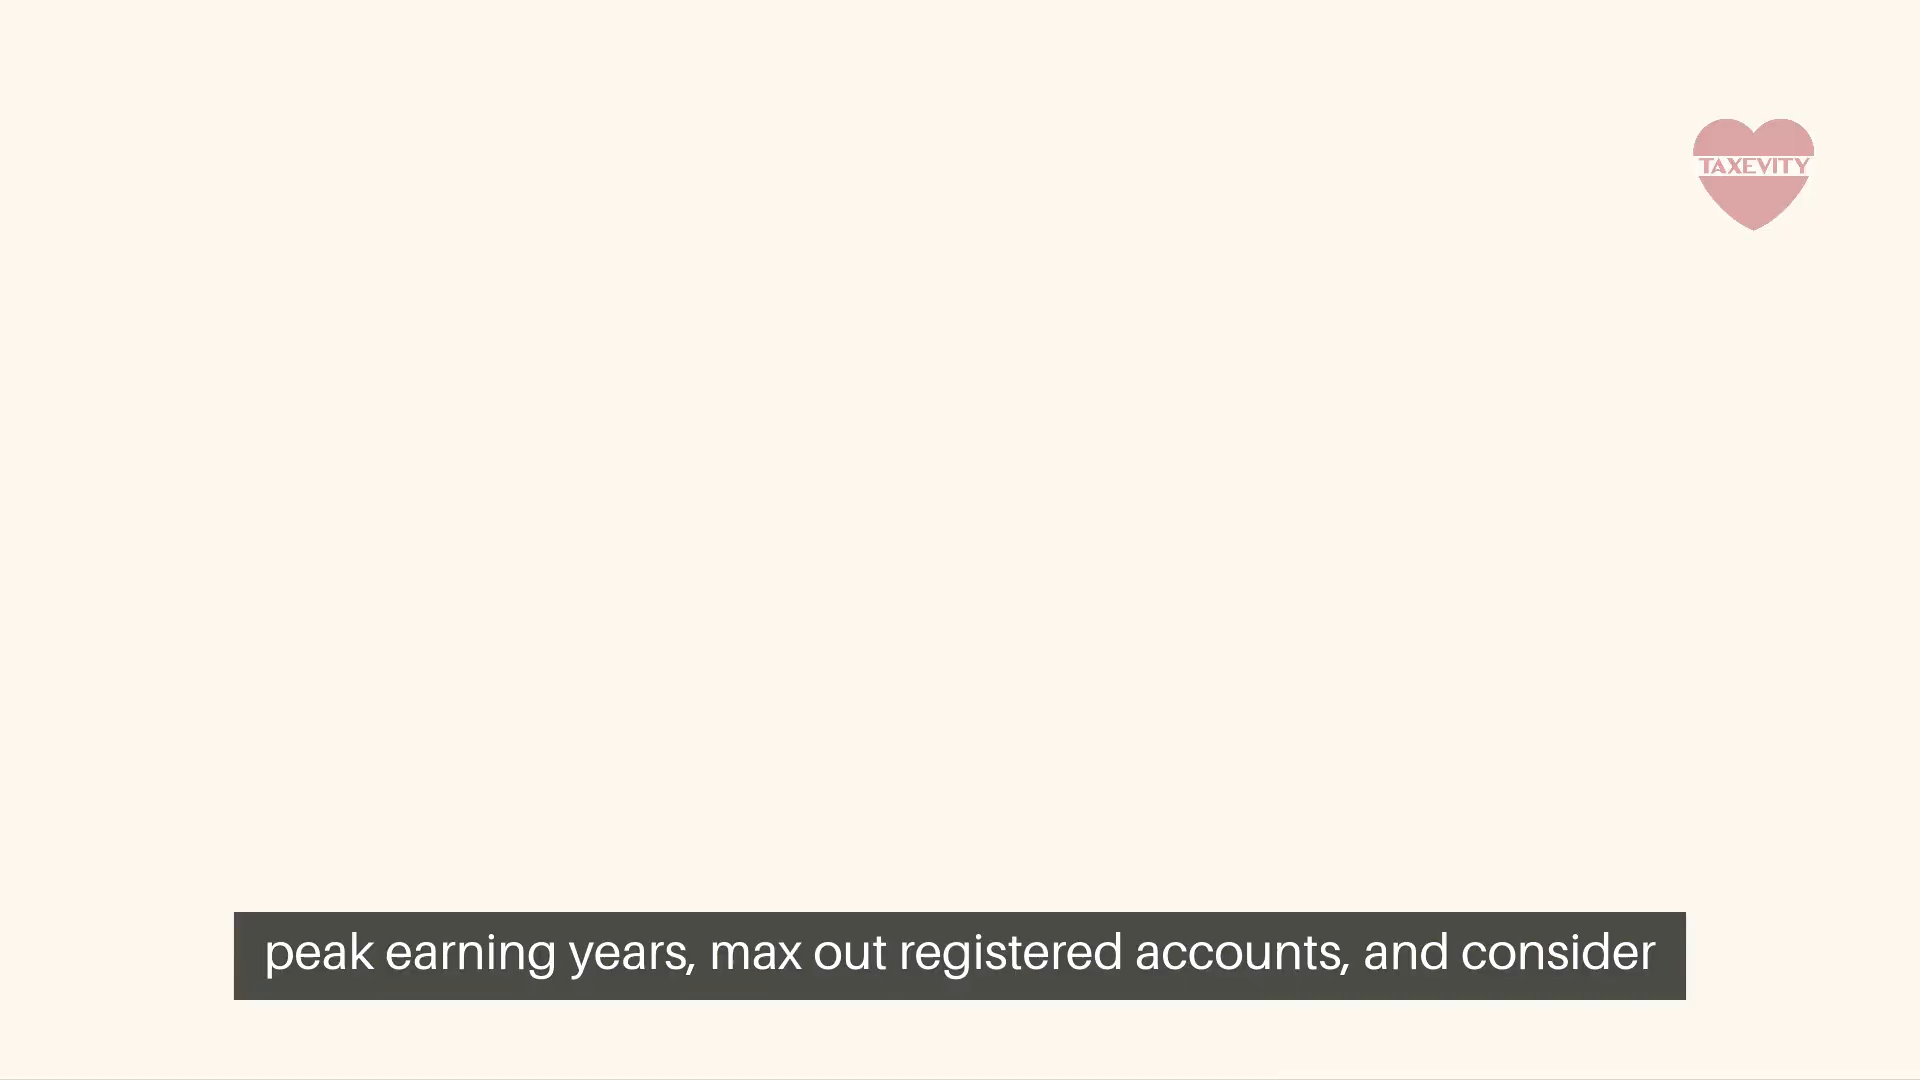 TAXEVITY
peak earning years, max out registered accounts, and consider